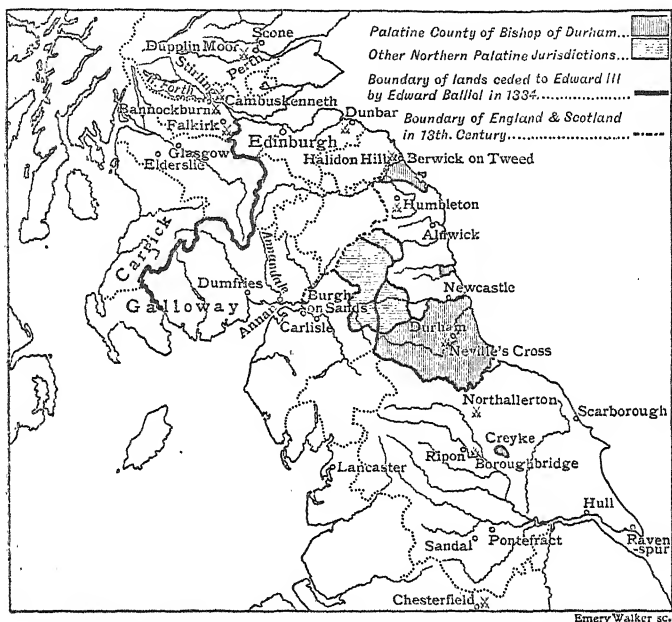 Palatine County of Bishop of Durham...
Other Northern Palatine Jurisdictions...
Boundary of lands ceded to Edward III
by Edward Balliol in 1334..................
Boundary of England & Scotland
in 13th. Century.......................
Scone
Dupplin Moor
Perth
Stirling
Forth
Cambuskenneth
Bannockburn
Falkirk
Dunbar
Edinburgh
Glasgow
Elderslie
Halidon Hill
Berwick on Tweed
Humbleton
Alnwick
Carrick
Annandale
Dumfries
Galloway
Annan
Burgh
on Sands
Carlisle
Newcastle
Durham
Neville's Cross
Northallerton
Scarborough
Creyke
Ripon
Boroughbridge
Lancaster
Hull
Sandal
Pontefract
Raven
-spur
Chesterfield
Emery Walker sc.